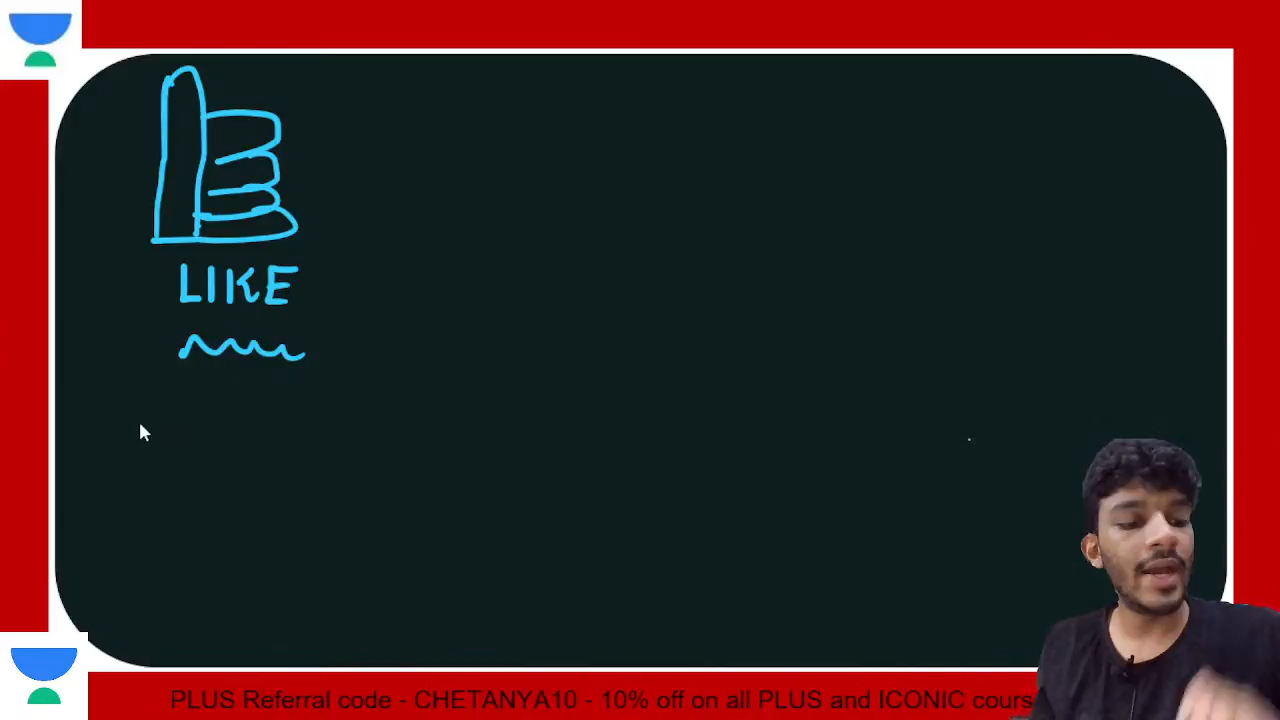 LIKE
PLUS Referral code - CHETANYA10 - 10% off on all PLUS and ICONIC cours